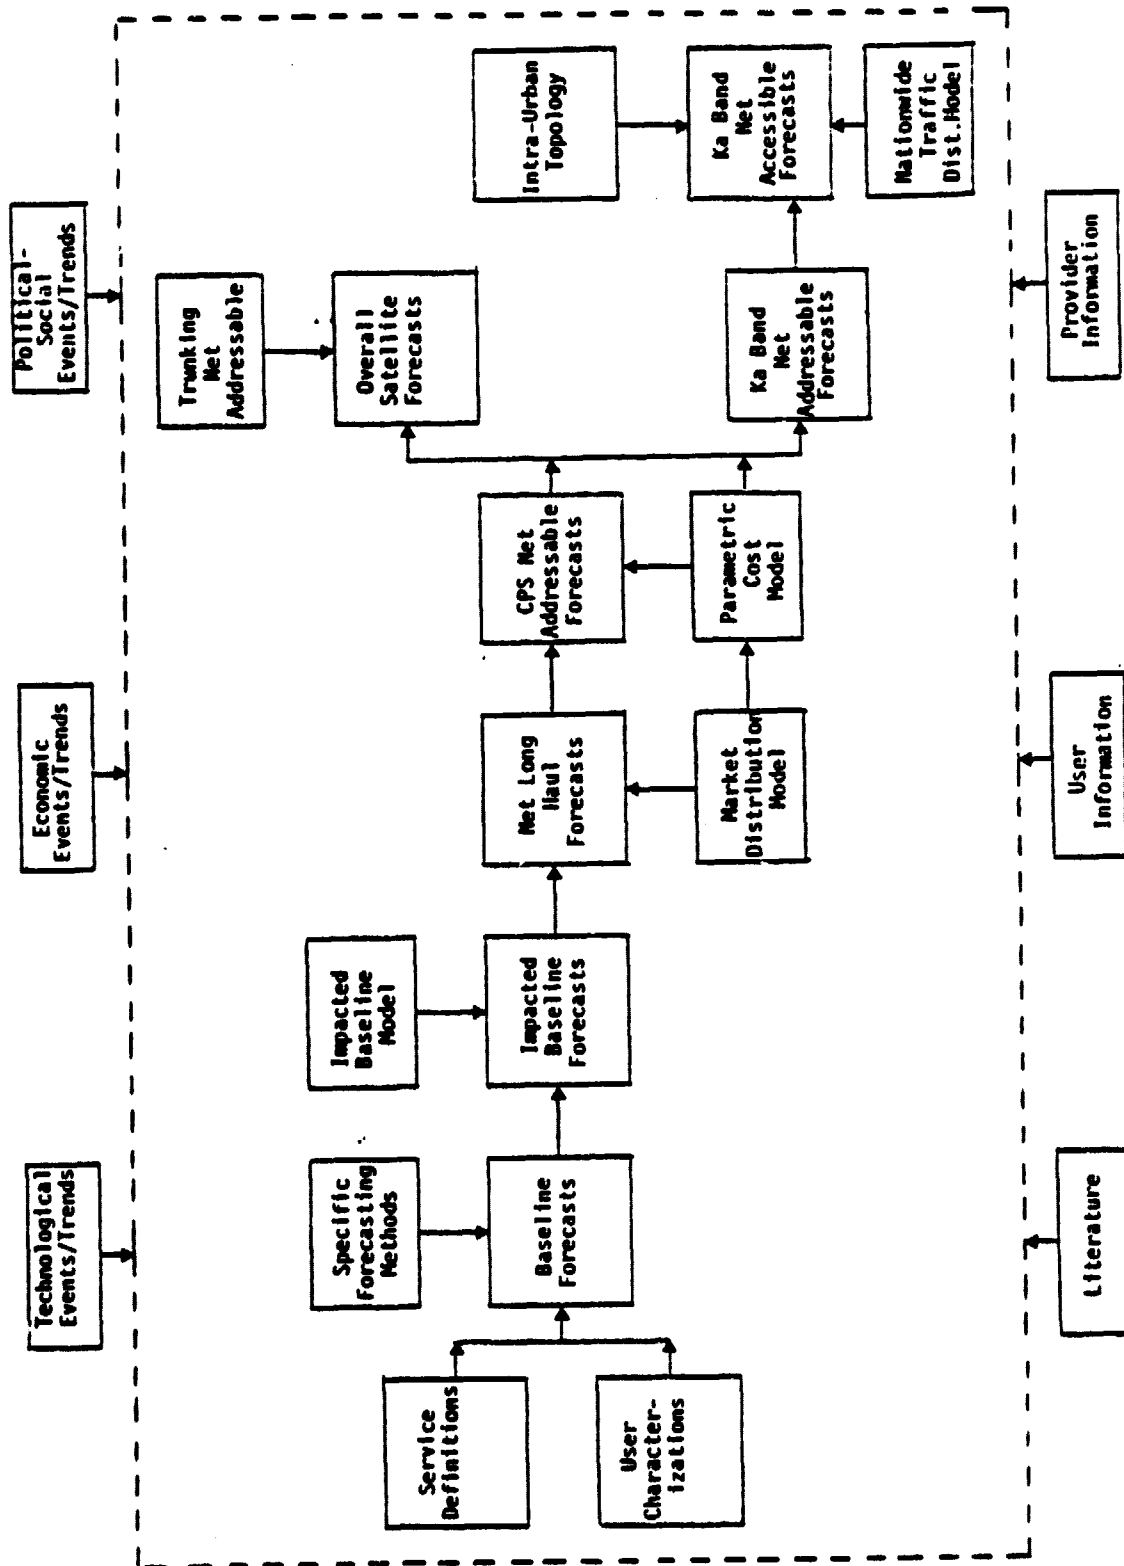 Technological
Events/Trends
Economic
Events/Trends
Political-
Social
Events/Trends
Service
Definitions
User
Character-
izations
Specific
Forecasting
Methods
Baseline
Forecasts
Impacted
Baseline
Model
Impacted
Baseline
Forecasts
Net Long
Haul
Forecasts
Market
Distribution
Model
CPS Net
Addressable
Forecasts
Parametric
Cost
Model
Trunking
Net
Addressable
Overall
Satellite
Forecasts
Ka Band
Net
Addressable
Forecasts
Intra-Urban
Topology
Ka Band
Net
Accessible
Forecasts
Nationwide
Traffic
Dist.Model
Literature
User
Information
Provider
Information